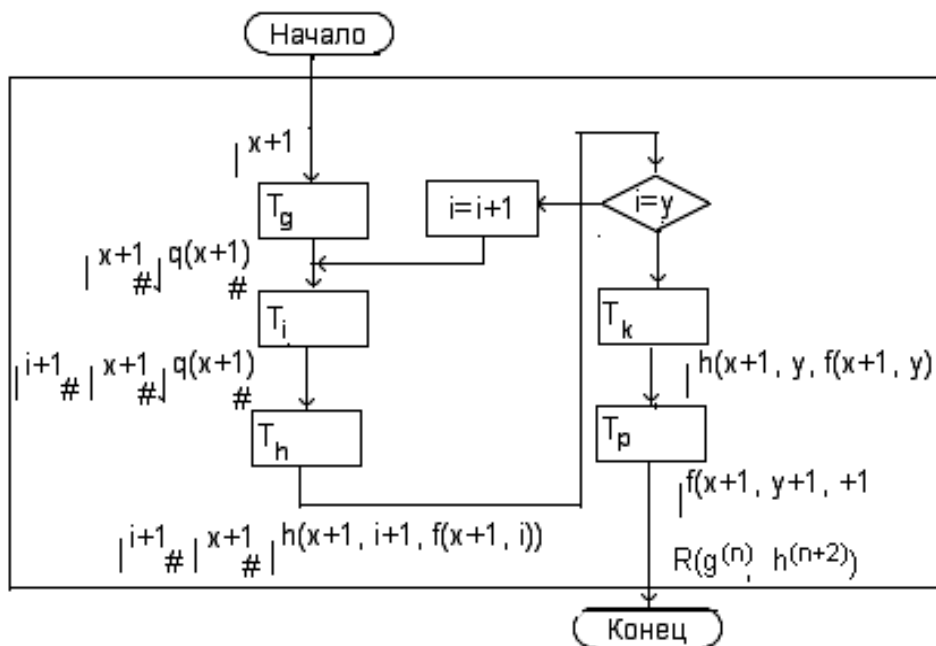 Начало
|x+1
Tg
i=i+1
i=y
|x+1#|q(x+1)#
Ti
Tk
|i+1#|x+1#|q(x+1)#
|h(x+1, y, f(x+1, y)
Th
Tp
|f(x+1, y+1, +1
|i+1#|x+1#|h(x+1, i+1, f(x+1, i))
R(g(n), h(n+2))
Конец